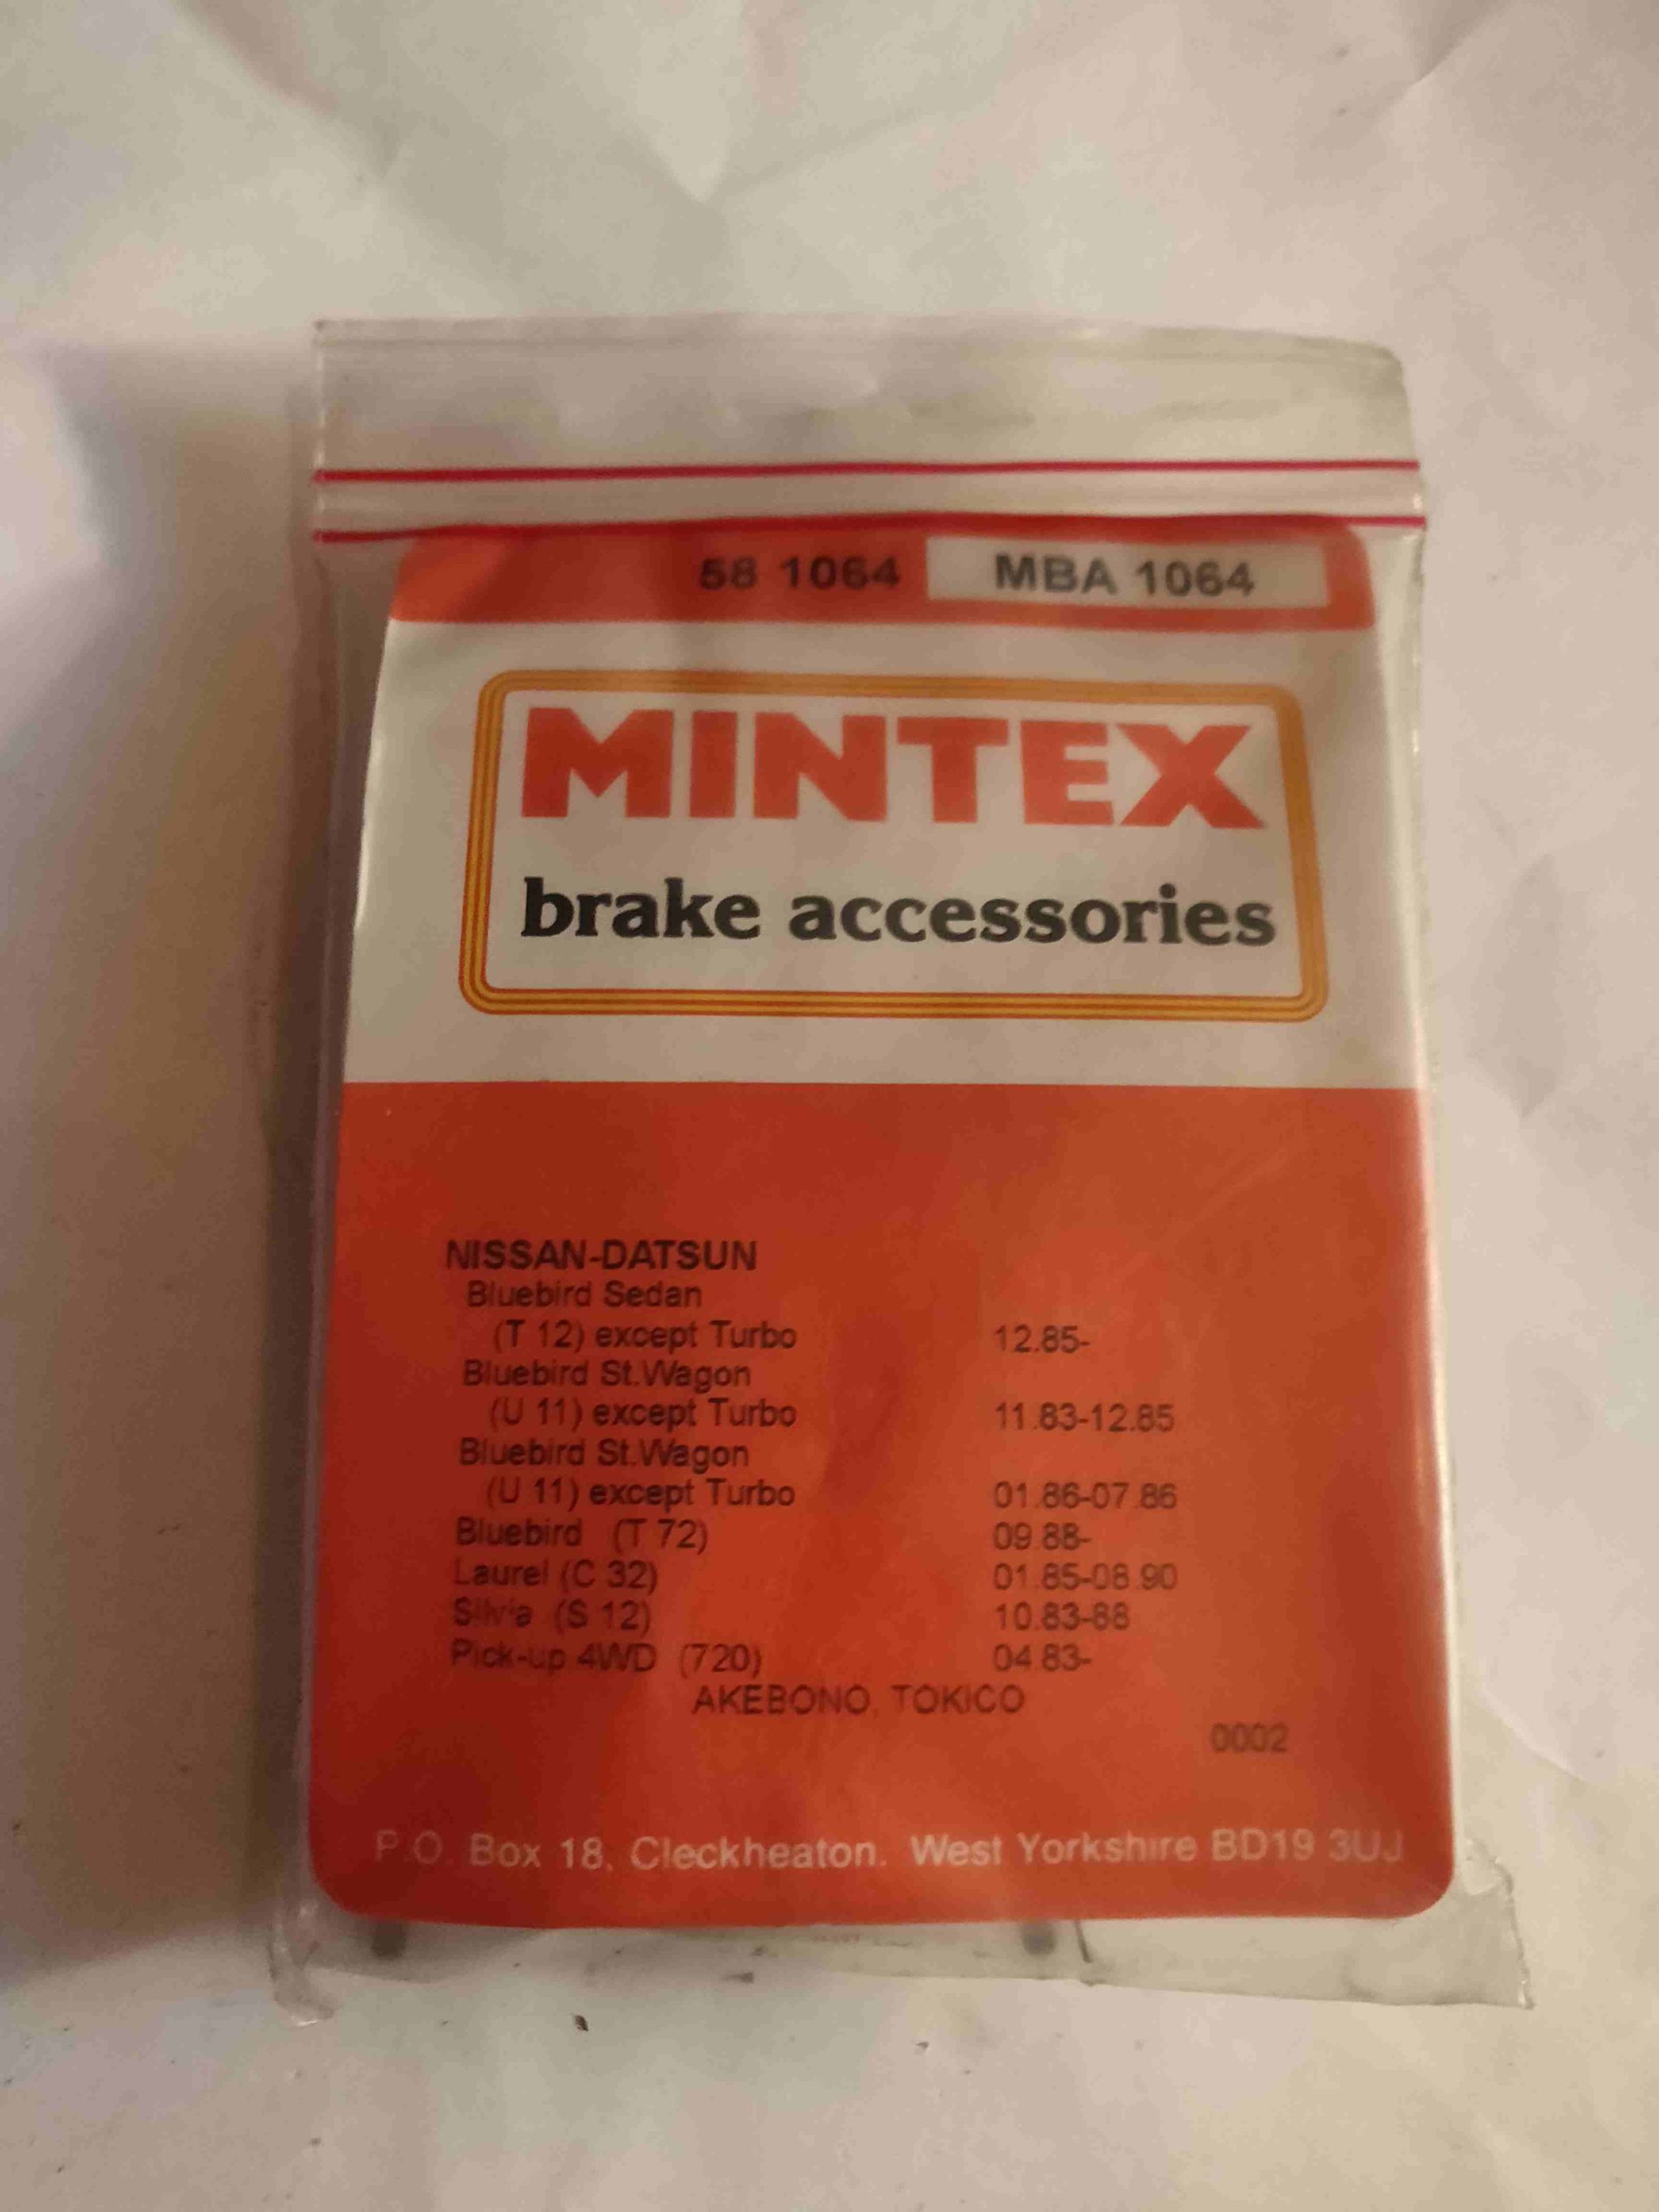 58 1064 MBA 1064
MINTEX
brake accessories
NISSAN-DATSUN
Bluebird Sedan
(T 12) except Turbo 12.85-
Bluebird St.Wagon
(U 11) except Turbo 11.83-12.85
Bluebird St.Wagon
(U 11) except Turbo 01.86-07.86
Bluebird (T 72) 09.88-
Laurel (C 32) 01.85-08.90
Silvia (S 12) 10.83-88
Pick-up 4WD (720) 04.83-
AKEBONO, TOKICO
0002
P.O. Box 18, Cleckheaton. West Yorkshire BD19 3UJ